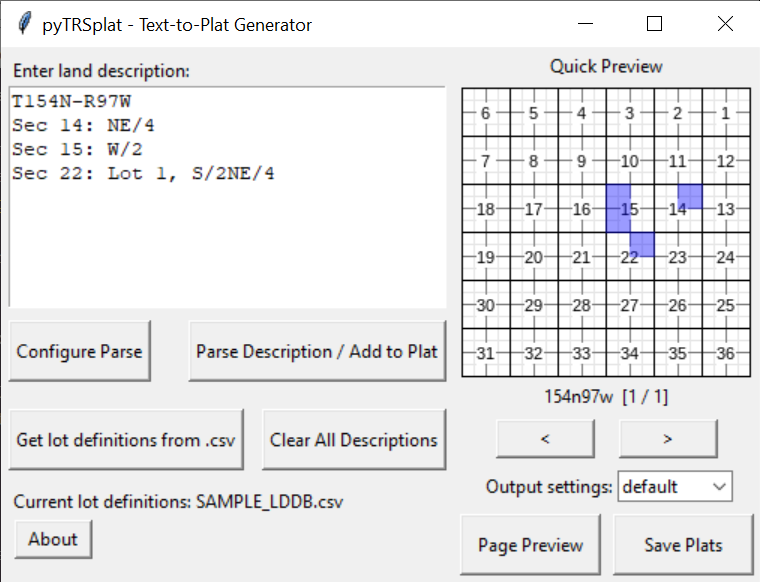 pyTRSplat - Text-to-Plat Generator
Enter land description:
T154N-R97W
Sec 14: NE/4
Sec 15: W/2
Sec 22: Lot 1, S/2NE/4
Configure Parse
Parse Description / Add to Plat
Get lot definitions from .csv
Clear All Descriptions
Current lot definitions: SAMPLE_LDDB.csv
About
Quick Preview
6 5 4 3 2 1
7 8 9 10 11 12
18 17 16 15 14 13
19 20 21 22 23 24
30 29 28 27 26 25
31 32 33 34 35 36
154n97w [1 / 1]
< >
Output settings: default
Page Preview
Save Plats